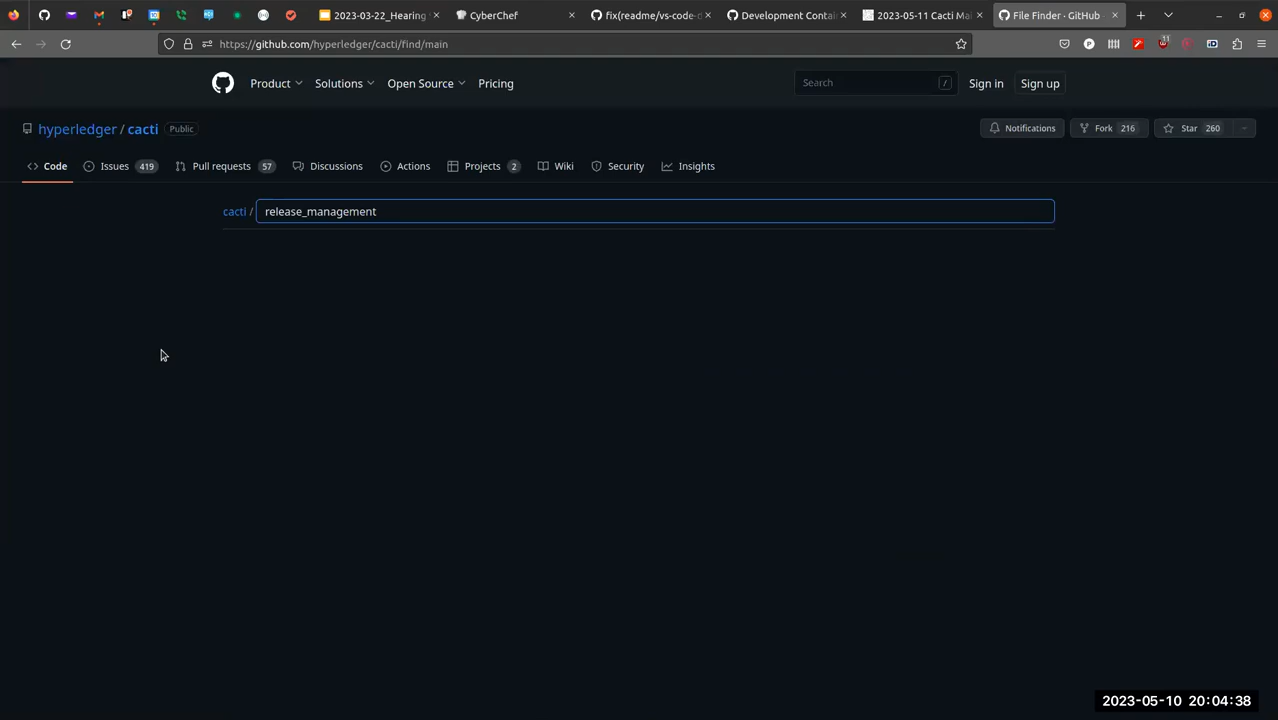 2023-03-22_Hearing
CyberChef
fix(readme/vs-code-d
Development Conta
2023-05-11 Cacti Ma
File Finder · GitHub
https://github.com/hyperledger/cacti/find/main
11
Product
Solutions
Open Source
Pricing
Search
/
Sign in
Sign up
hyperledger / cacti
Public
Notifications
Fork 216
Star 260
Code
Issues 419
Pull requests 57
Discussions
Actions
Projects 2
Wiki
Security
Insights
cacti / release_management
2023-05-10 20:04:38